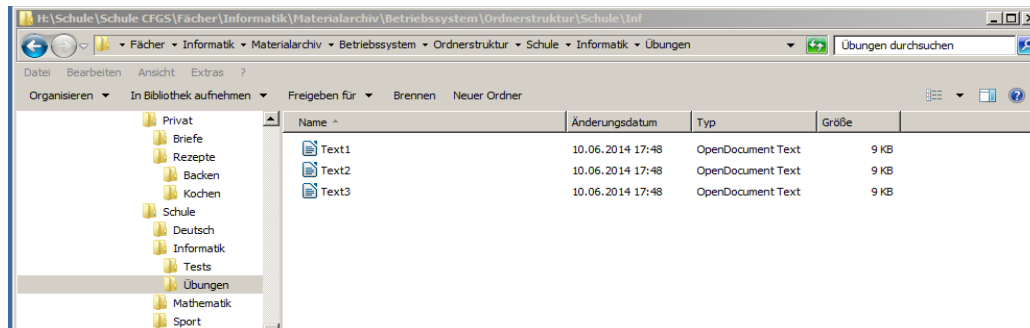 H:\Schule\Schule CFGS\Fächer\Informatik\Materialarchiv\Betriebssystem\Ordnerstruktur\Schule\Inf
Fächer Informatik Materialarchiv Betriebssystem Ordnerstruktur Schule Informatik Übungen
Übungen durchsuchen
Datei Bearbeiten Ansicht Extras ?
Organisieren In Bibliothek aufnehmen Freigeben für Brennen Neuer Ordner
Privat
Briefe
Rezepte
Backen
Kochen
Schule
Deutsch
Informatik
Tests
Übungen
Mathematik
Sport
Name Änderungsdatum Typ Größe
Text1 10.06.2014 17:48 OpenDocument Text 9 KB
Text2 10.06.2014 17:48 OpenDocument Text 9 KB
Text3 10.06.2014 17:48 OpenDocument Text 9 KB